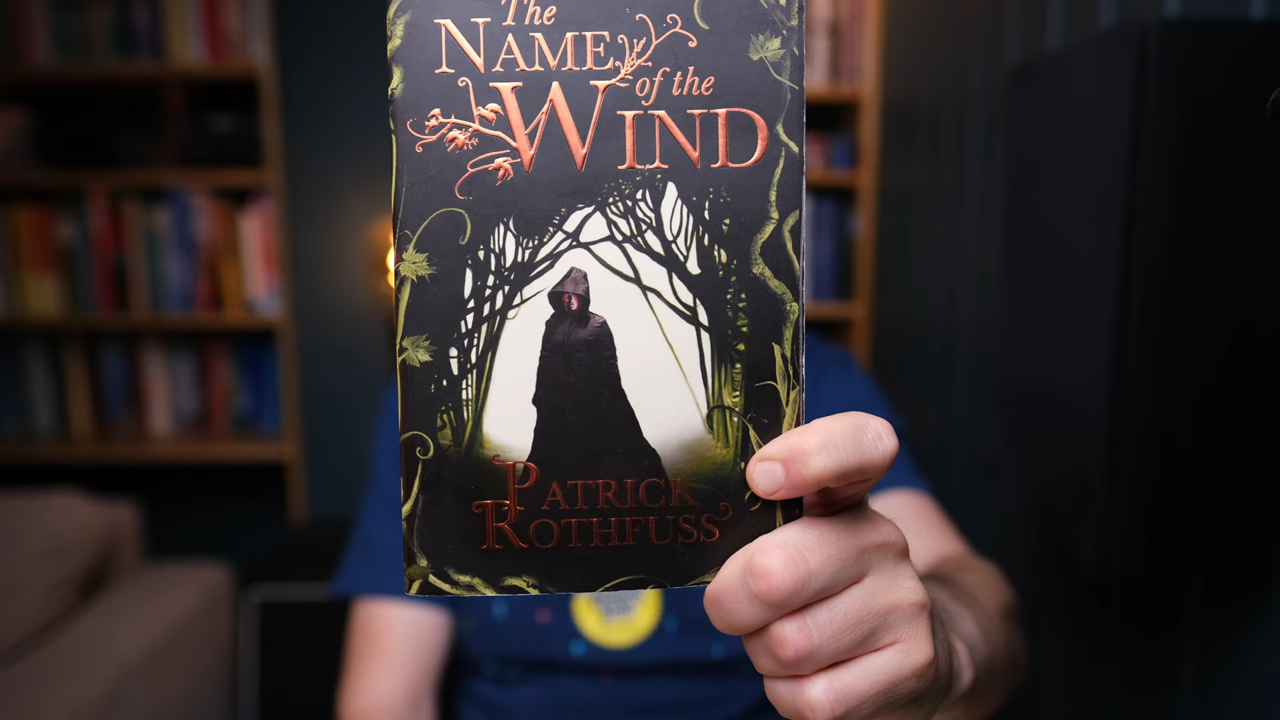 The
NAME
of the
WIND
PATRICK
ROTHFUSS